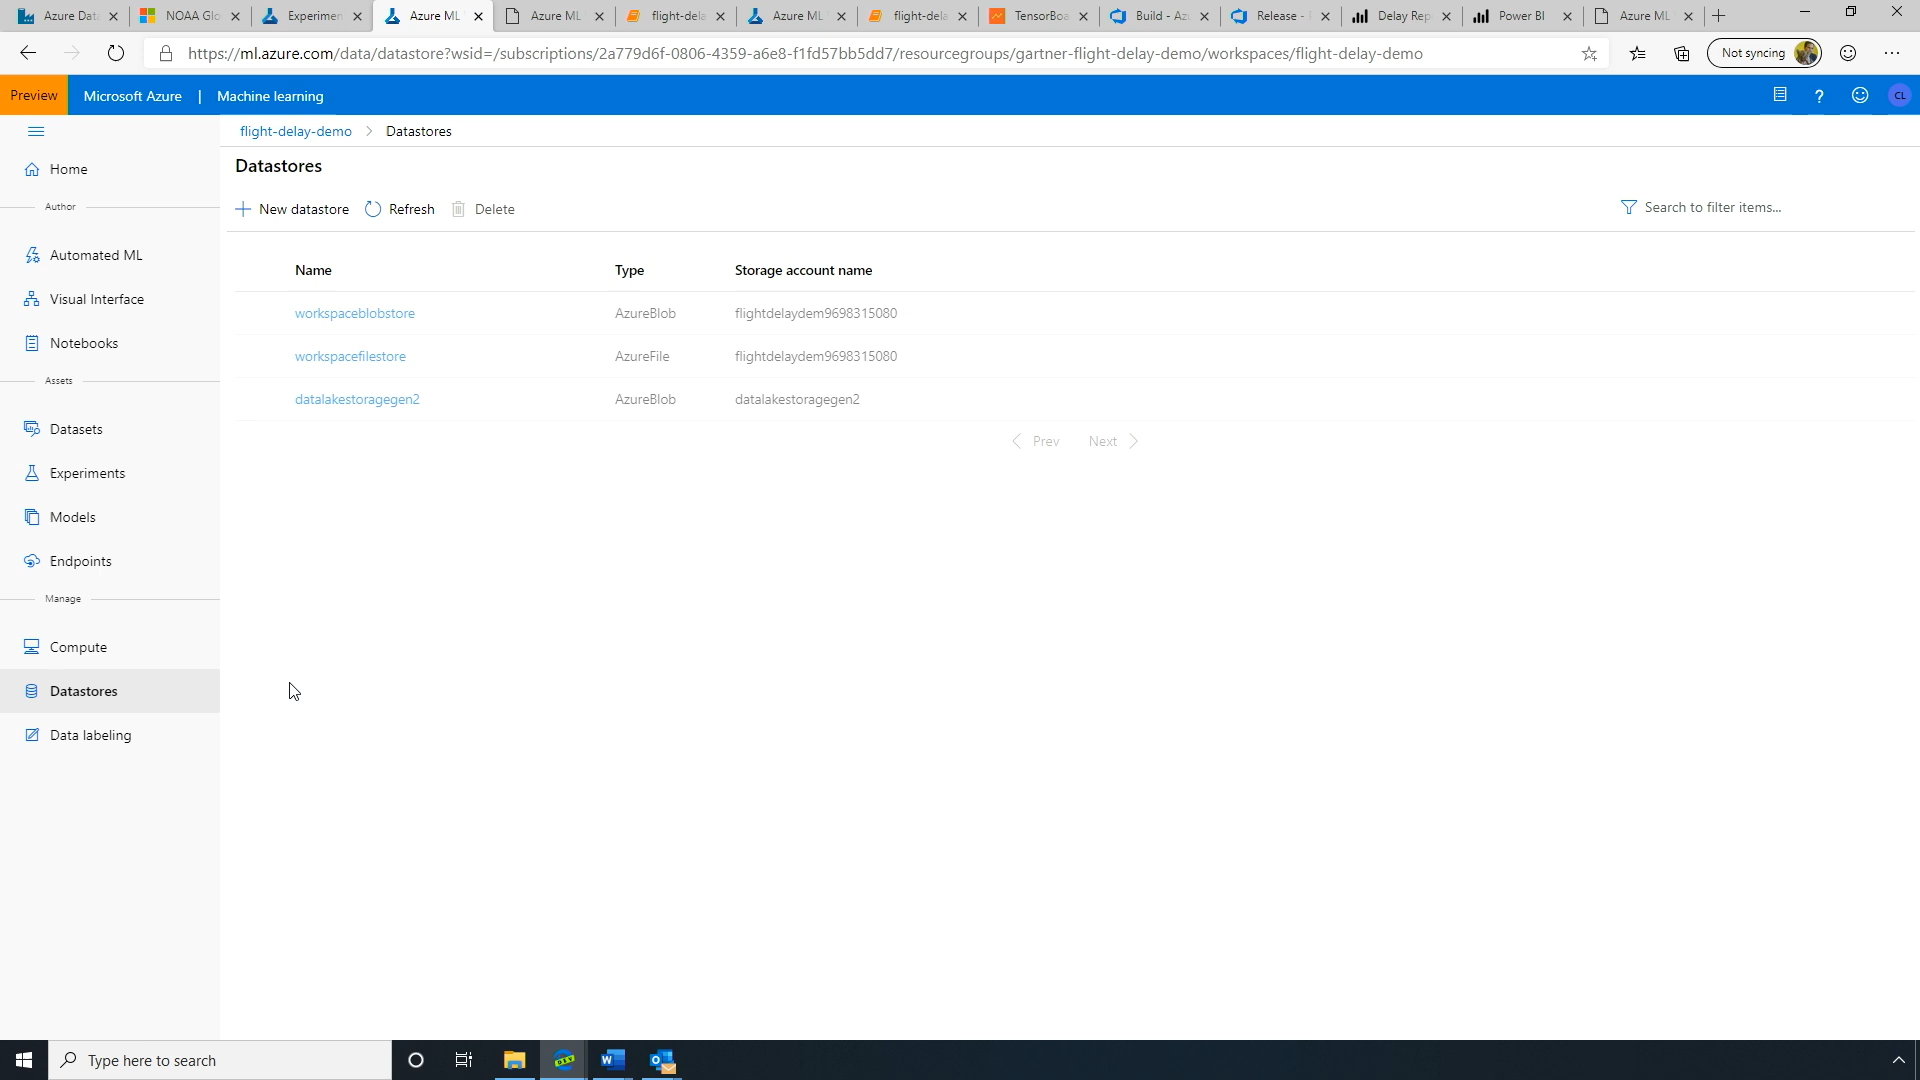 Azure Dat
NOAA Glo
Experimen
Azure ML
Azure ML
flight-dela
Azure ML
flight-dela
TensorBoa
Build - Az
Release -
Delay Rep
Power BI
Azure ML
https://ml.azure.com/data/datastore?wsid=/subscriptions/2a779d6f-0806-4359-a6e8-f1fd57bb5dd7/resourcegroups/gartner-flight-delay-demo/workspaces/flight-delay-demo
Not syncing
Preview
Microsoft Azure | Machine learning
?
CL
flight-delay-demo > Datastores
Home
Datastores
Author
New datastore
Refresh
Delete
Search to filter items...
Automated ML
Visual Interface
Notebooks
Assets
Datasets
Experiments
Models
Endpoints
Manage
Compute
Datastores
Data labeling
Name Type Storage account name
workspaceblobstore AzureBlob flightdelaydem9698315080
workspacefilestore AzureFile flightdelaydem9698315080
datalakestoragegen2 AzureBlob datalakestoragegen2
Prev Next
Type here to search